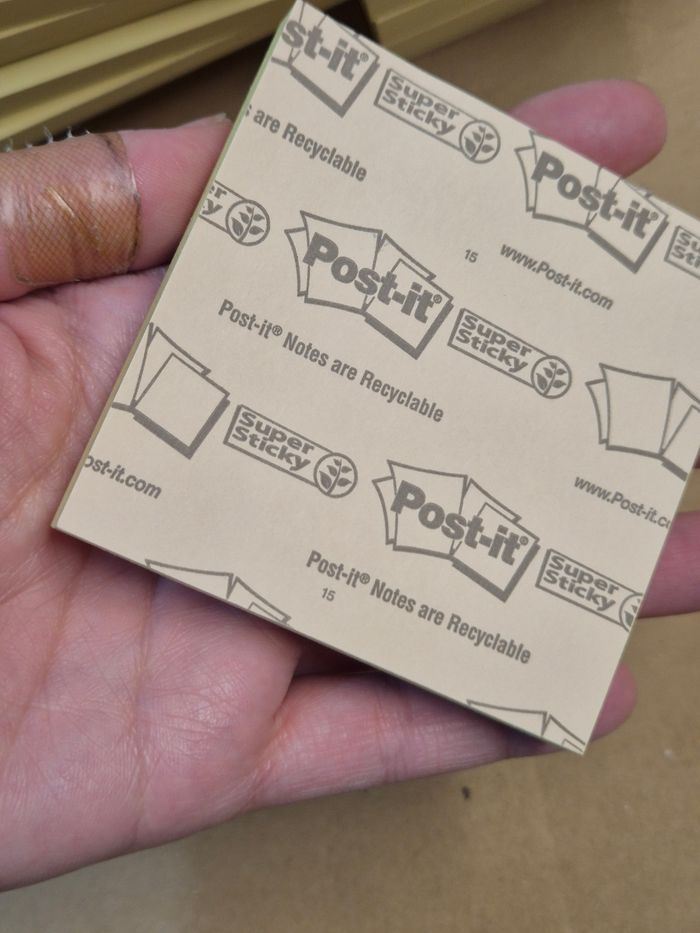 st-it®
Super
Sticky
are Recyclable
Post-it®
15
www.Post-it.com
Post-it®
Super
Sticky
Post-it® Notes are Recyclable
Super
Sticky
ost-it.com
www.Post-it.c
Post-it®
Super
Sticky
Post-it® Notes are Recyclable
15